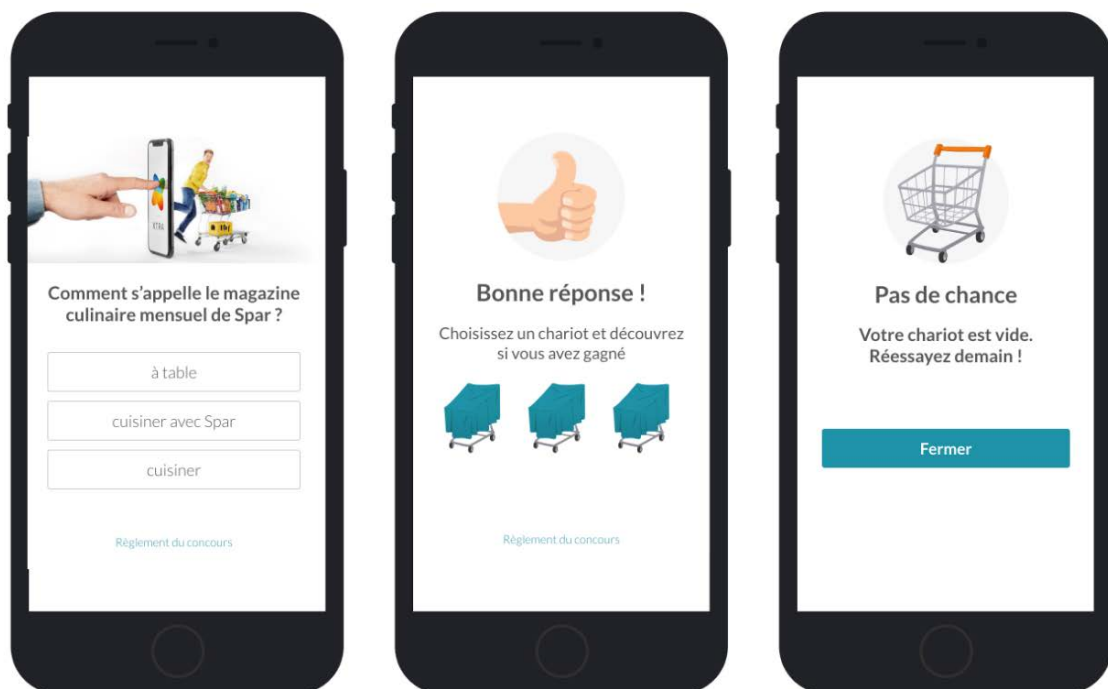 XTRA
Comment s'appelle le magazine
culinaire mensuel de Spar ?
à table
cuisiner avec Spar
cuisiner
Règlement du concours
Bonne réponse !
Choisissez un chariot et découvrez
si vous avez gagné
Règlement du concours
Pas de chance
Votre chariot est vide.
Réessayez demain !
Fermer